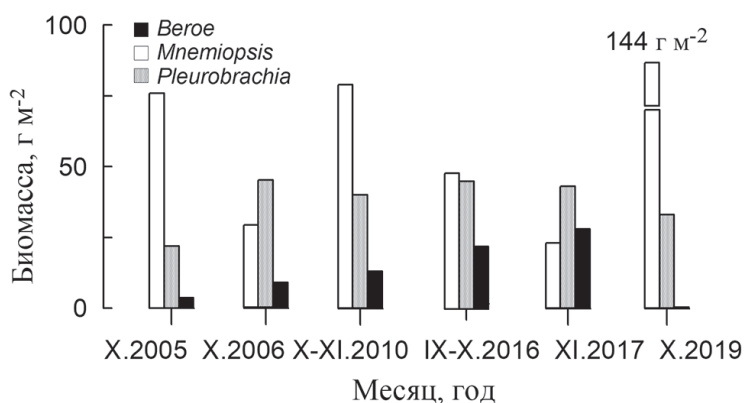 100
50
0
Биомасса, г м-2
Beroe
Mnemiopsis
Pleurobrachia
144 г м-2
X.2005 X.2006 X-XI.2010 IX-X.2016 XI.2017 X.2019
Месяц, год